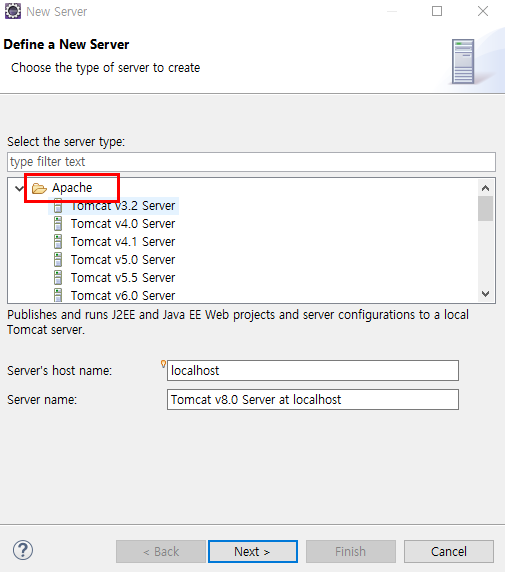 New Server
Define a New Server
Choose the type of server to create
Select the server type:
type filter text
Apache
Tomcat v3.2 Server
Tomcat v4.0 Server
Tomcat v4.1 Server
Tomcat v5.0 Server
Tomcat v5.5 Server
Tomcat v6.0 Server
Publishes and runs J2EE and Java EE Web projects and server configurations to a local
Tomcat server.
Server's host name: localhost
Server name: Tomcat v8.0 Server at localhost
? < Back Next > Finish Cancel